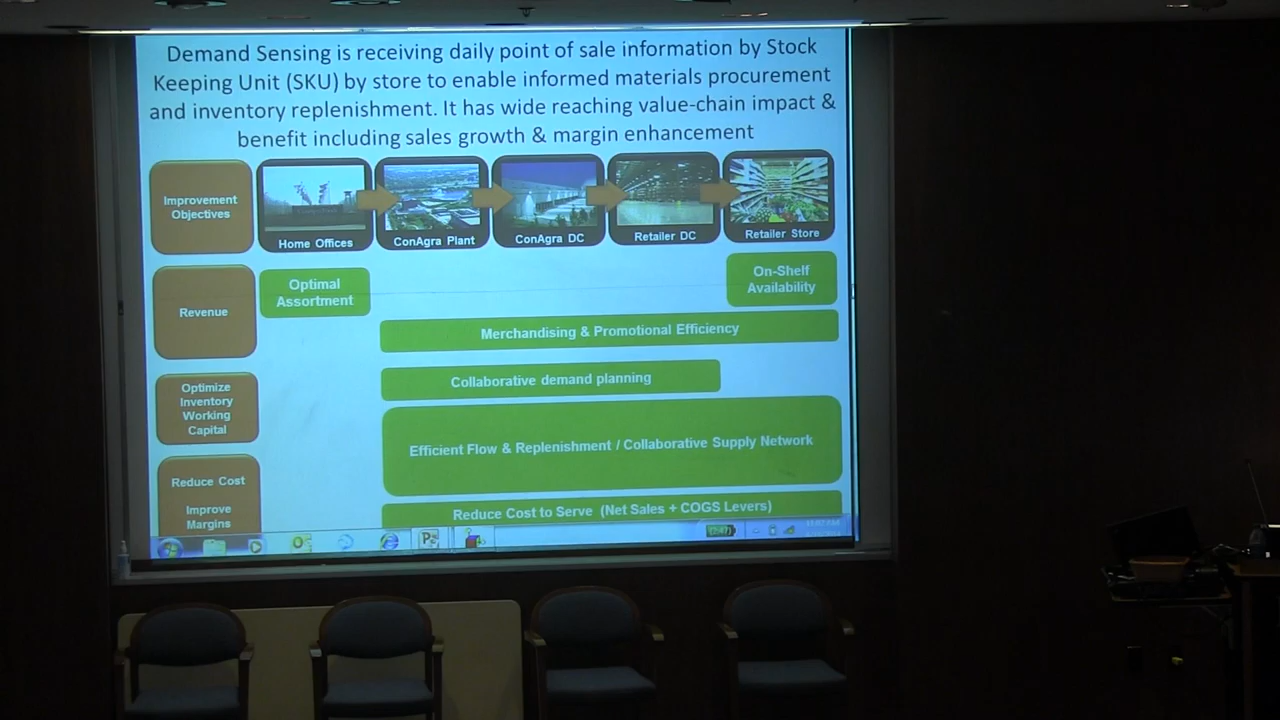 Demand Sensing is receiving daily point of sale information by Stock
Keeping Unit (SKU) by store to enable informed materials procurement
and inventory replenishment. It has wide reaching value-chain impact &
benefit including sales growth & margin enhancement
Improvement
Objectives
Home Offices
ConAgra Plant
ConAgra DC
Retailer DC
Retailer Store
Revenue
Optimal
Assortment
On-Shelf
Availability
Merchandising & Promotional Efficiency
Optimize
Inventory
Working
Capital
Collaborative demand planning
Efficient Flow & Replenishment / Collaborative Supply Network
Reduce Cost
Improve
Margins
Reduce Cost to Serve (Net Sales + COGS Levers)